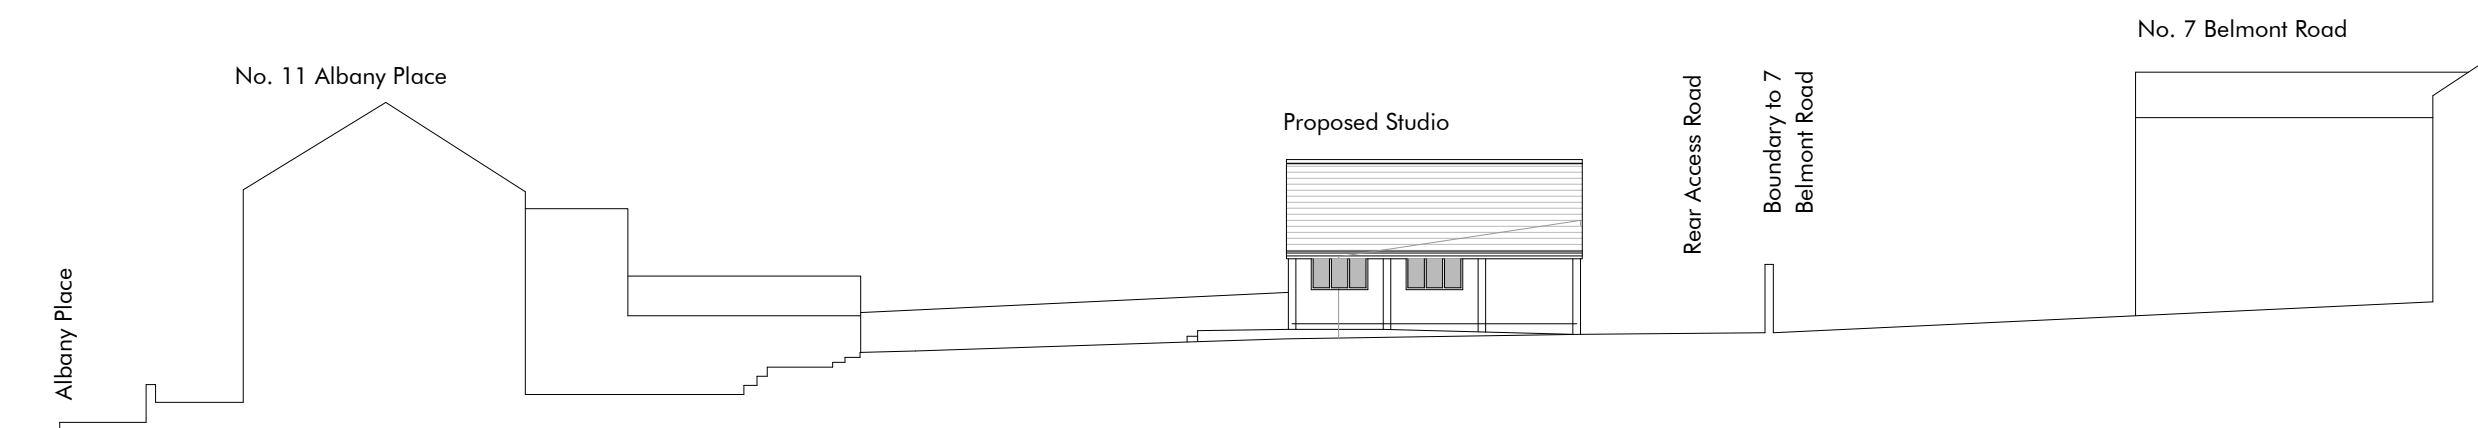 Albany Place
No. 11 Albany Place
Proposed Studio
Rear Access Road
Boundary to 7
Belmont Road
No. 7 Belmont Road